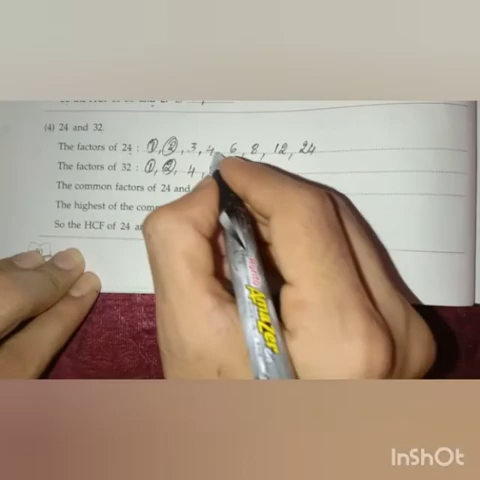 (4) 24 and 32.
The factors of 24 : 1, 2, 3, 4, 6, 8, 12, 24
The factors of 32 : 1, 2, 4,
The common factors of 24 and
The highest of the
So the HCF of 24
AmaZer
InShOt